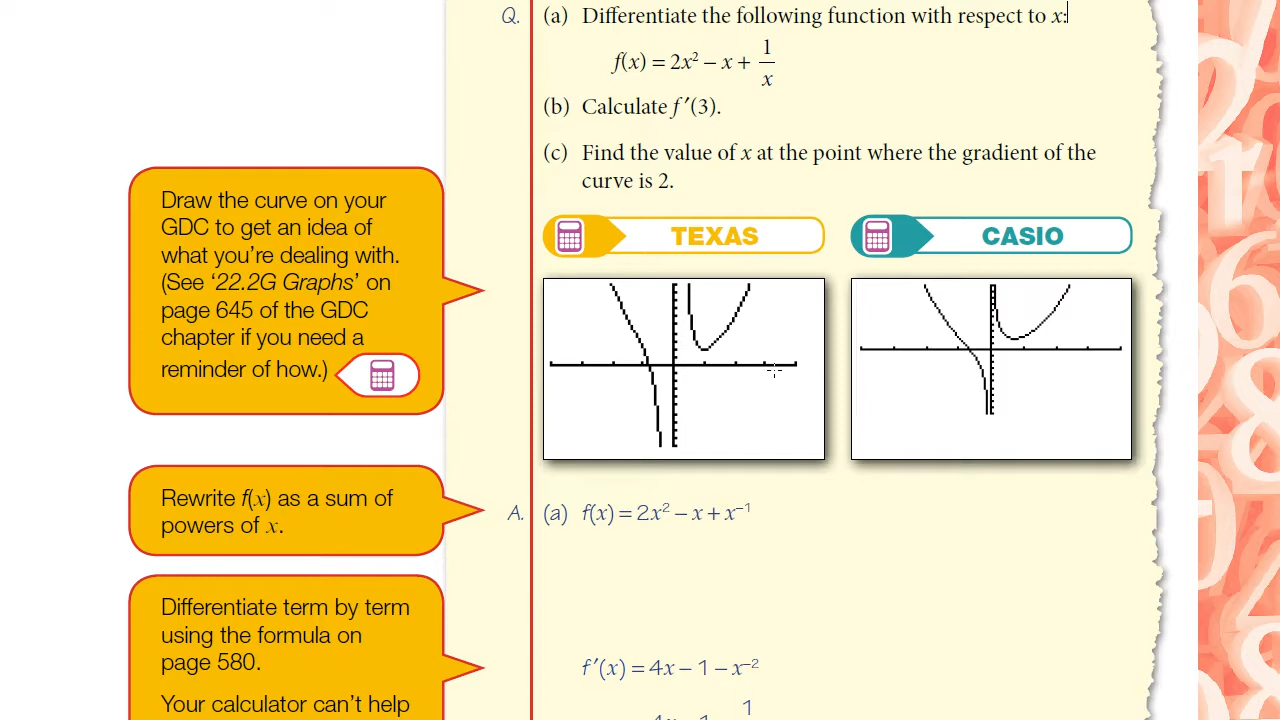 Q. (a) Differentiate the following function with respect to x:
f(x) = 2x² – x + 1/x
(b) Calculate f′(3).
(c) Find the value of x at the point where the gradient of the
curve is 2.
TEXAS
CASIO
Draw the curve on your
GDC to get an idea of
what you're dealing with.
(See '22.2G Graphs' on
page 645 of the GDC
chapter if you need a
reminder of how.)
Rewrite f(x) as a sum of
powers of x.
A. (a) f(x) = 2x² – x + x⁻¹
Differentiate term by term
using the formula on
page 580.
Your calculator can't help
f′(x) = 4x – 1 – x⁻²